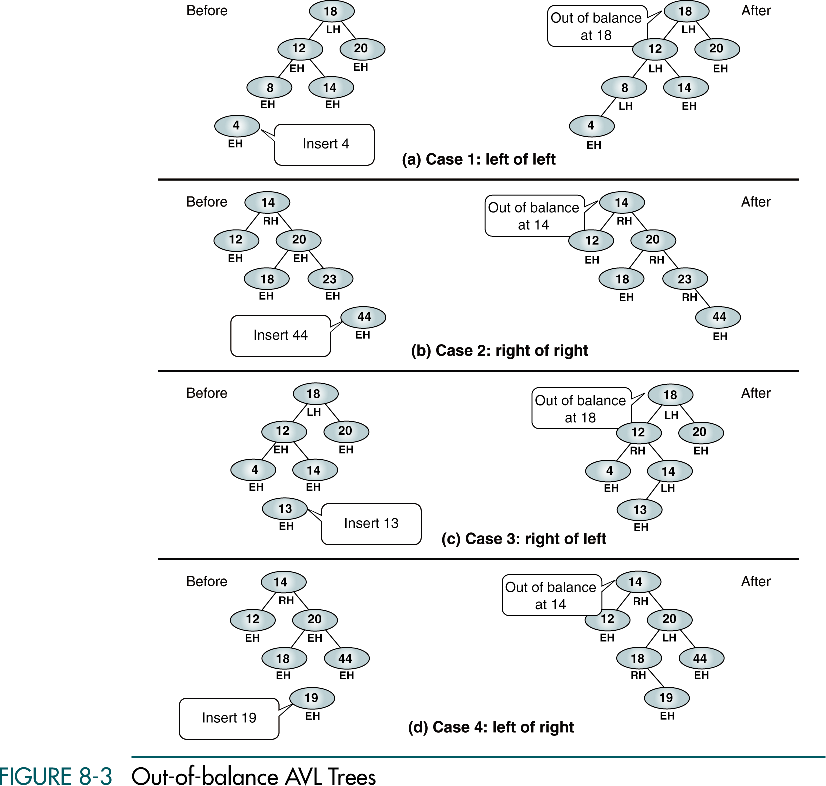 Before
18
LH
12
EH
20
EH
8
EH
14
EH
4
EH
Insert 4
Out of balance
at 18
18
LH
After
12
LH
20
EH
8
LH
14
EH
4
EH
(a) Case 1: left of left
Before
14
RH
12
EH
20
EH
18
EH
23
EH
44
EH
Insert 44
Out of balance
at 14
14
RH
After
12
EH
20
RH
18
EH
23
RH
44
EH
(b) Case 2: right of right
Before
18
LH
12
EH
20
EH
4
EH
14
EH
13
EH
Insert 13
Out of balance
at 18
18
LH
After
12
RH
20
EH
4
EH
14
LH
13
EH
(c) Case 3: right of left
Before
14
RH
12
EH
20
EH
18
EH
44
EH
19
EH
Insert 19
Out of balance
at 14
14
RH
After
12
EH
20
LH
18
RH
44
EH
19
EH
(d) Case 4: left of right
FIGURE 8-3 Out-of-balance AVL Trees